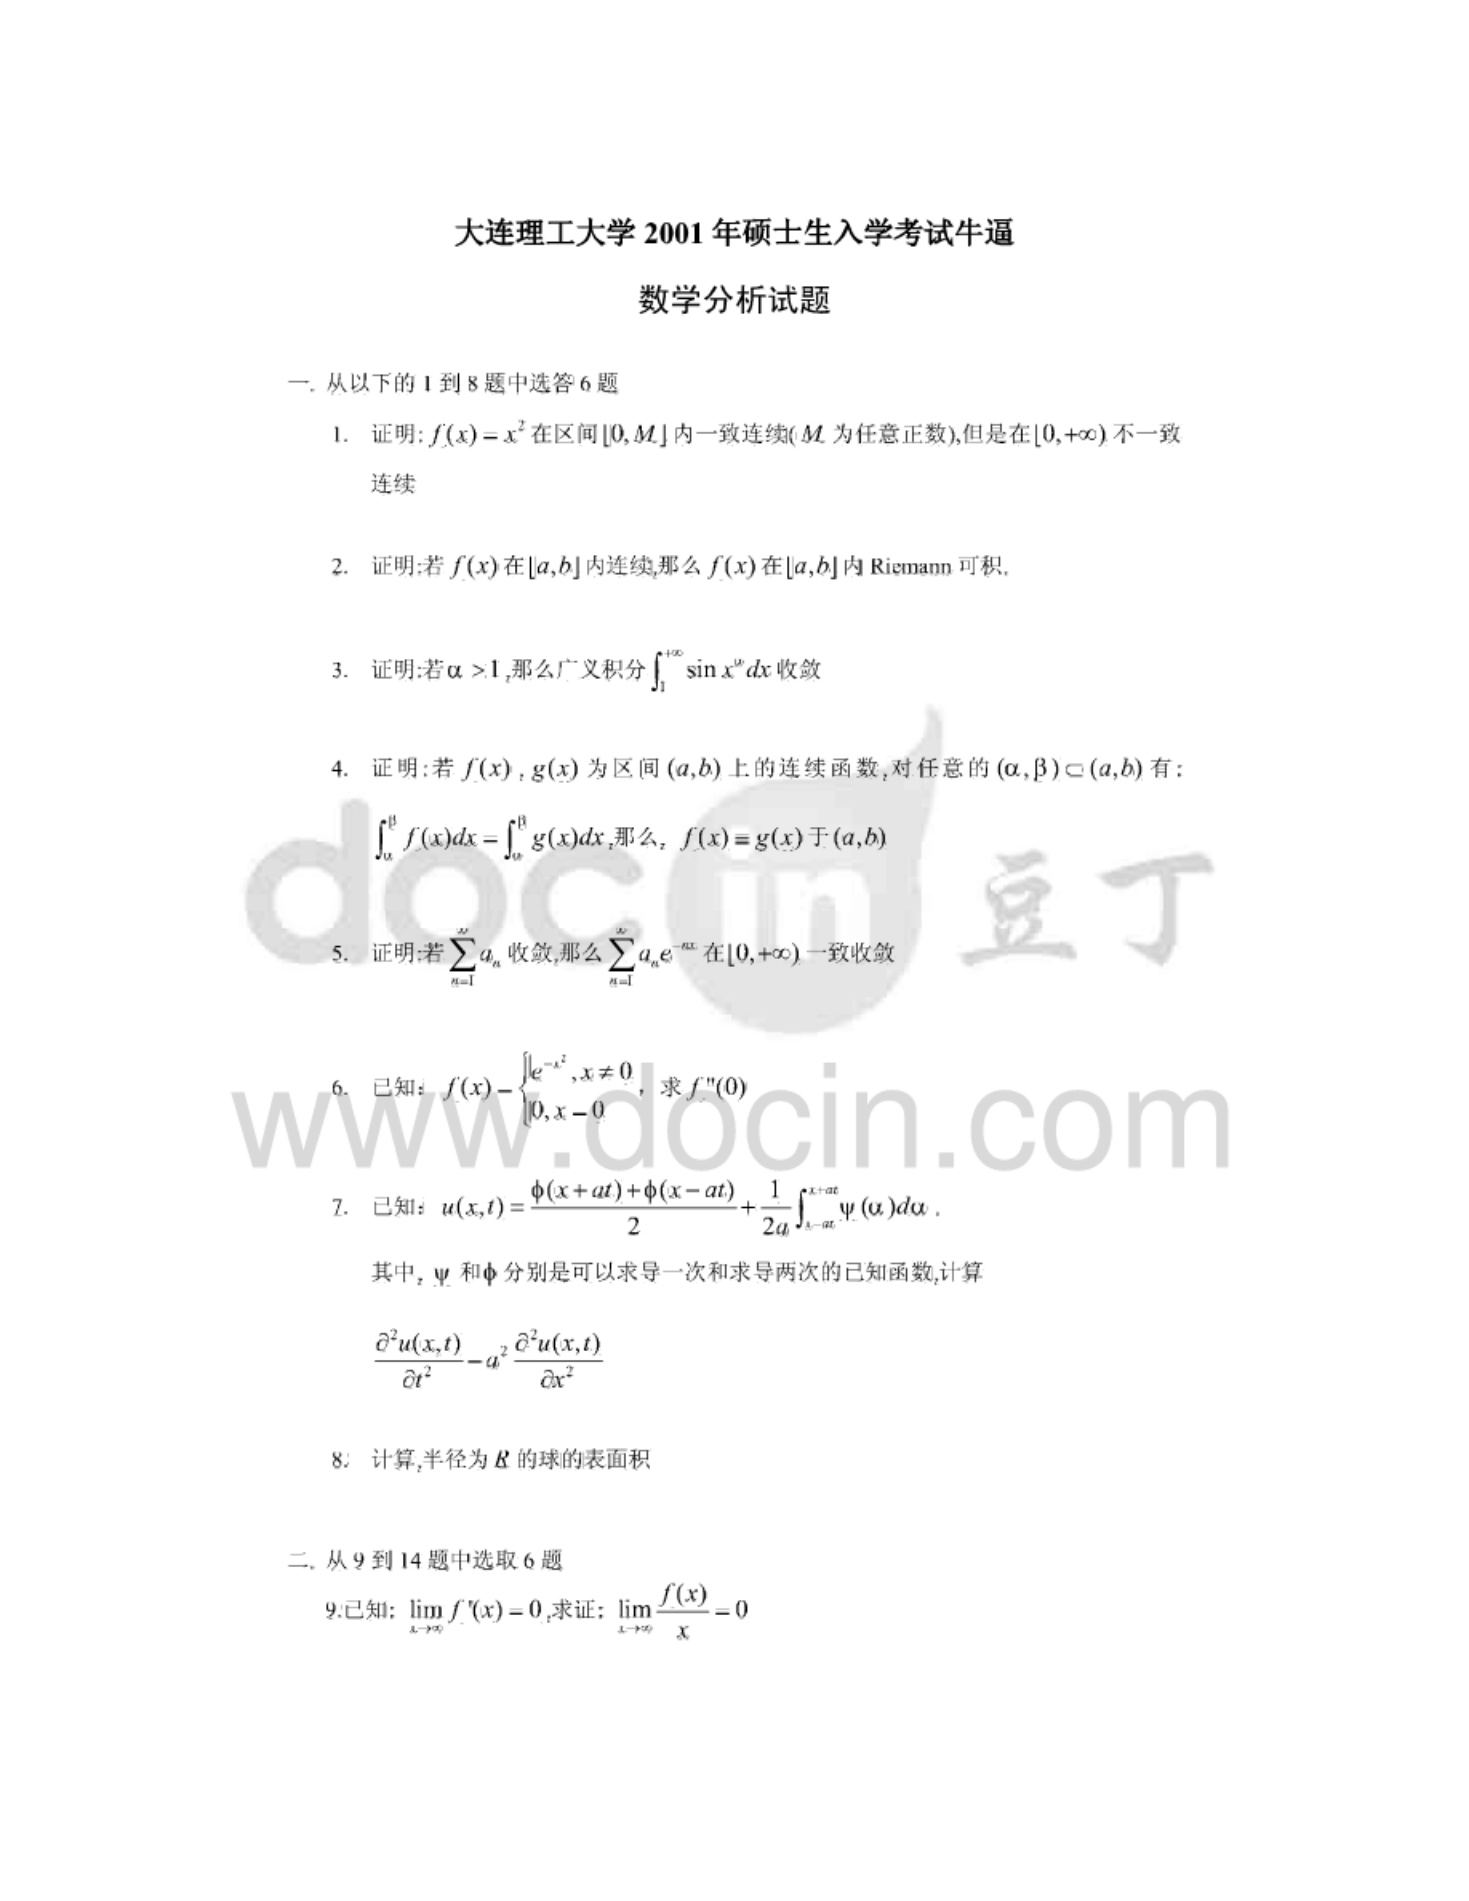 大连理工大学 2001 年硕士生入学考试牛逼
数学分析试题
一. 从以下的 1 到 8 题中选答 6 题
1. 证明: f(x) = x² 在区间[0, M]内一致连续(M 为任意正数),但是在[0,+∞) 不一致
连续
2. 证明:若 f(x) 在[a,b]内连续,那么 f(x) 在[a,b]内 Riemann 可积.
3. 证明:若α >1,那么广义积分 ∫₁^{+∞} sin x^α dx 收敛
4. 证明:若 f(x) , g(x) 为区间 (a,b) 上的连续函数,对任意的 (α,β) ⊂ (a,b) 有:
∫_α^β f(x)dx = ∫_α^β g(x)dx,那么, f(x) ≡ g(x) 于 (a,b)
5. 证明:若 ∑_{n=1}^∞ a_n 收敛,那么 ∑_{n=1}^∞ a_n e^{-nx} 在[0,+∞) 一致收敛
6. 已知: f(x) = {e^{-x²}, x ≠ 0; 0, x = 0 , 求 f "(0)
7. 已知: u(x,t) = (φ(x+at)+φ(x−at))/2 + 1/(2a) ∫_{x−at}^{x+at} ψ(α)dα .
其中, ψ 和 φ 分别是可以求导一次和求导两次的已知函数,计算
∂²u(x,t)/∂t² − a² ∂²u(x,t)/∂x²
8. 计算,半径为 R 的球的表面积
二. 从 9 到 14 题中选取 6 题
9.已知: lim_{x→∞} f '(x) = 0,求证: lim_{x→∞} f(x)/x = 0
docin 豆丁
www.docin.com